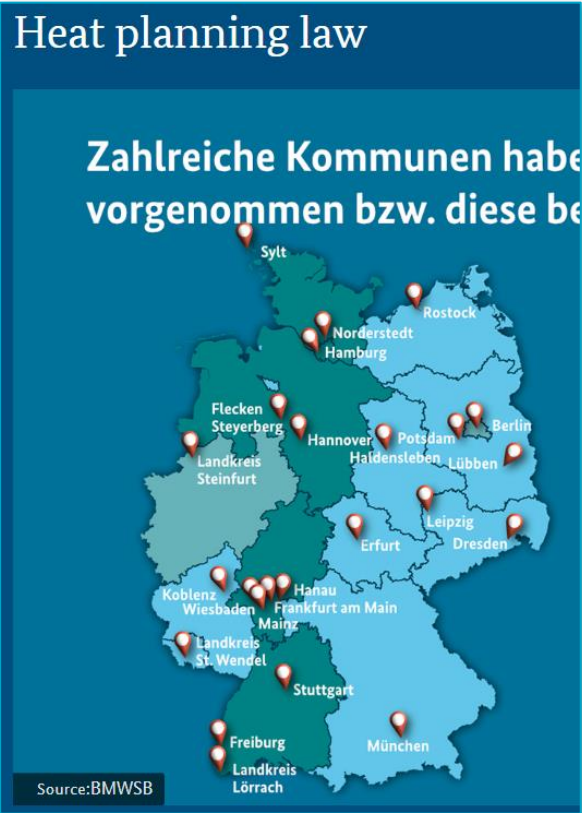 Heat planning law
Zahlreiche Kommunen habe
vorgenommen bzw. diese be
Sylt
Rostock
Norderstedt
Hamburg
Flecken
Steyerberg
Hannover
Potsdam
Berlin
Haldensleben
Lübben
Landkreis
Steinfurt
Leipzig
Erfurt
Dresden
Koblenz
Hanau
Wiesbaden
Frankfurt am Main
Mainz
Landkreis
St. Wendel
Stuttgart
Freiburg
München
Landkreis
Lörrach
Source:BMWSB